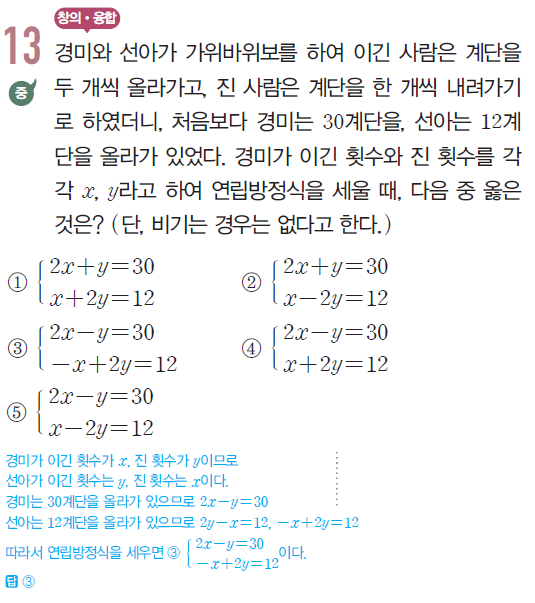 창의•융합
13
중
경미와 선아가 가위바위보를 하여 이긴 사람은 계단을
두 개씩 올라가고, 진 사람은 계단을 한 개씩 내려가기
로 하였더니, 처음보다 경미는 30계단을, 선아는 12계
단을 올라가 있었다. 경미가 이긴 횟수와 진 횟수를 각
각 x, y라고 하여 연립방정식을 세울 때, 다음 중 옳은
것은? (단, 비기는 경우는 없다고 한다.)
① { 2x+y=30
x+2y=12
② { 2x+y=30
x-2y=12
③ { 2x-y=30
-x+2y=12
④ { 2x-y=30
x+2y=12
⑤ { 2x-y=30
x-2y=12
경미가 이긴 횟수가 x, 진 횟수가 y이므로
선아가 이긴 횟수는 y, 진 횟수는 x이다.
경미는 30계단을 올라가 있으므로 2x-y=30
선아는 12계단을 올라가 있으므로 2y-x=12, -x+2y=12
따라서 연립방정식을 세우면 ③ { 2x-y=30
-x+2y=12 이다.
답 ③